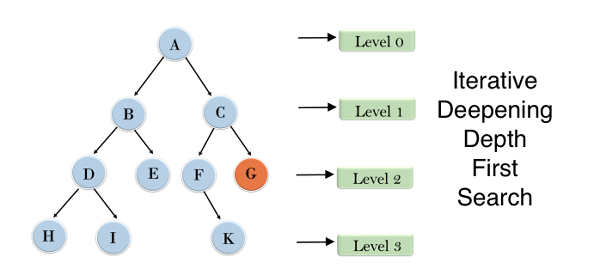 A
Level 0
B
C
Level 1
D
E
F
G
Level 2
H
I
K
Level 3
Iterative
Deepening
Depth
First
Search